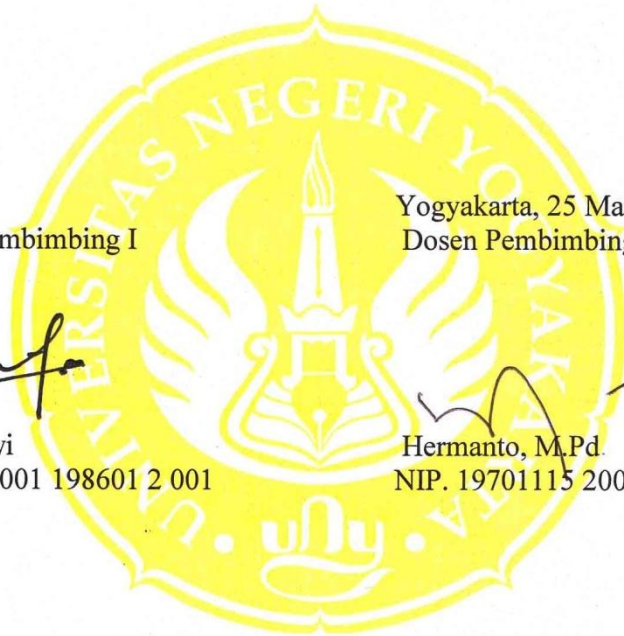 UNIVERSITAS NEGERI YOGYAKARTA
Yogyakarta, 25 Ma
mbimbing I
Dosen Pembimbing
wi
Hermanto, M.Pd.
001 198601 2 001
NIP. 19701115 200
uny